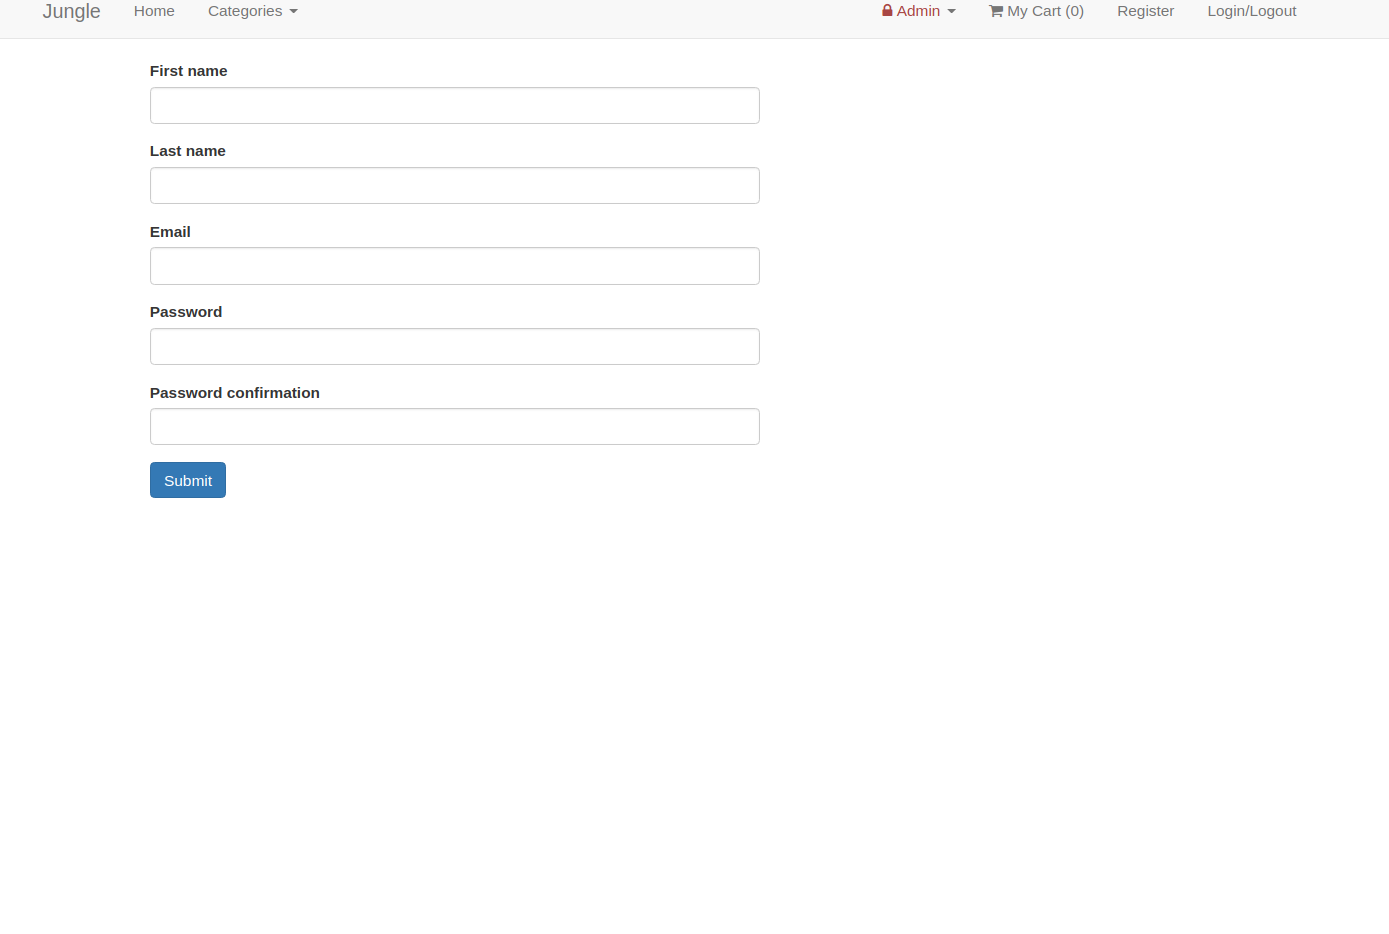 Jungle Home Categories Admin My Cart (0) Register Login/Logout
First name
Last name
Email
Password
Password confirmation
Submit